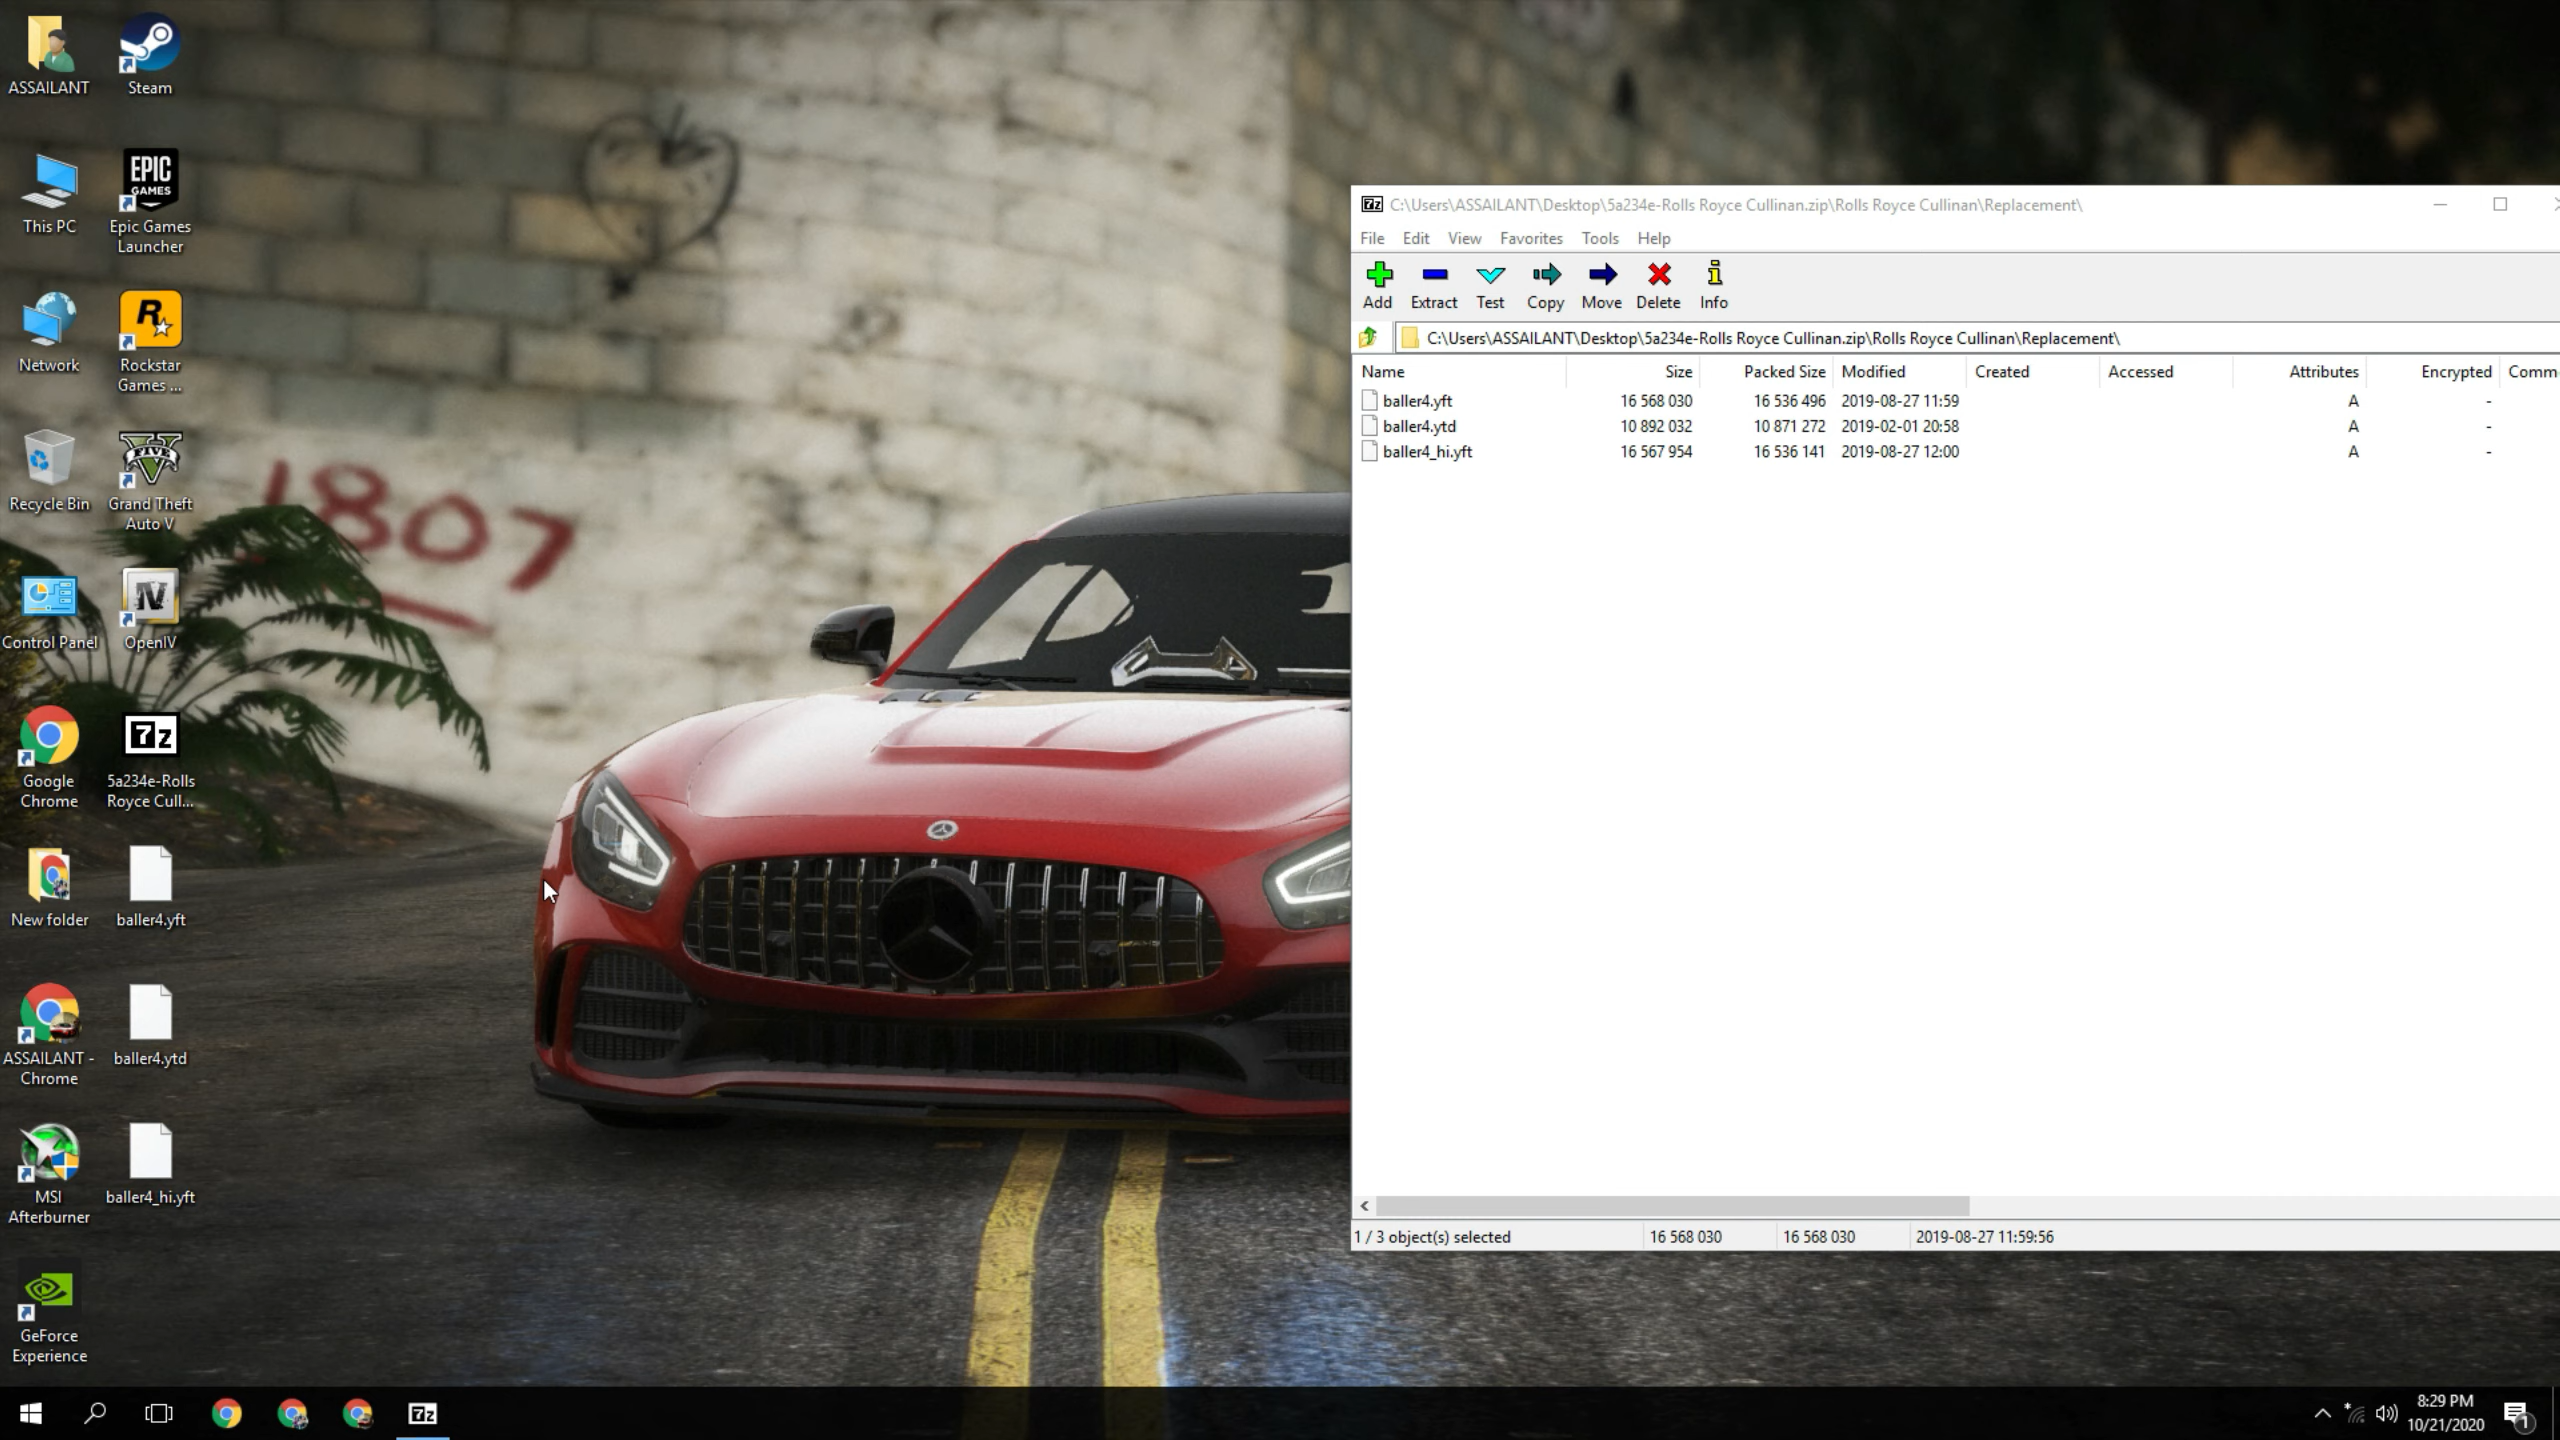 ASSAILANT
Steam
This PC
EPIC
GAMES
Epic Games
Launcher
Network
R
Rockstar
Games ...
Recycle Bin
V
FIVE
Grand Theft
Auto V
Control Panel
IV
OpenIV
Google
Chrome
7z
5a234e-Rolls
Royce Cull...
New folder
baller4.yft
ASSAILANT -
Chrome
baller4.ytd
MSI
Afterburner
baller4_hi.yft
GeForce
Experience
1807
7z C:\Users\ASSAILANT\Desktop\5a234e-Rolls Royce Cullinan.zip\Rolls Royce Cullinan\Replacement\
File Edit View Favorites Tools Help
Add Extract Test Copy Move Delete Info
C:\Users\ASSAILANT\Desktop\5a234e-Rolls Royce Cullinan.zip\Rolls Royce Cullinan\Replacement\
Name Size Packed Size Modified Created Accessed Attributes Encrypted Comm
baller4.yft 16 568 030 16 536 496 2019-08-27 11:59 A -
baller4.ytd 10 892 032 10 871 272 2019-02-01 20:58 A -
baller4_hi.yft 16 567 954 16 536 141 2019-08-27 12:00 A -
1 / 3 object(s) selected 16 568 030 16 568 030 2019-08-27 11:59:56
7z
8:29 PM
10/21/2020
1